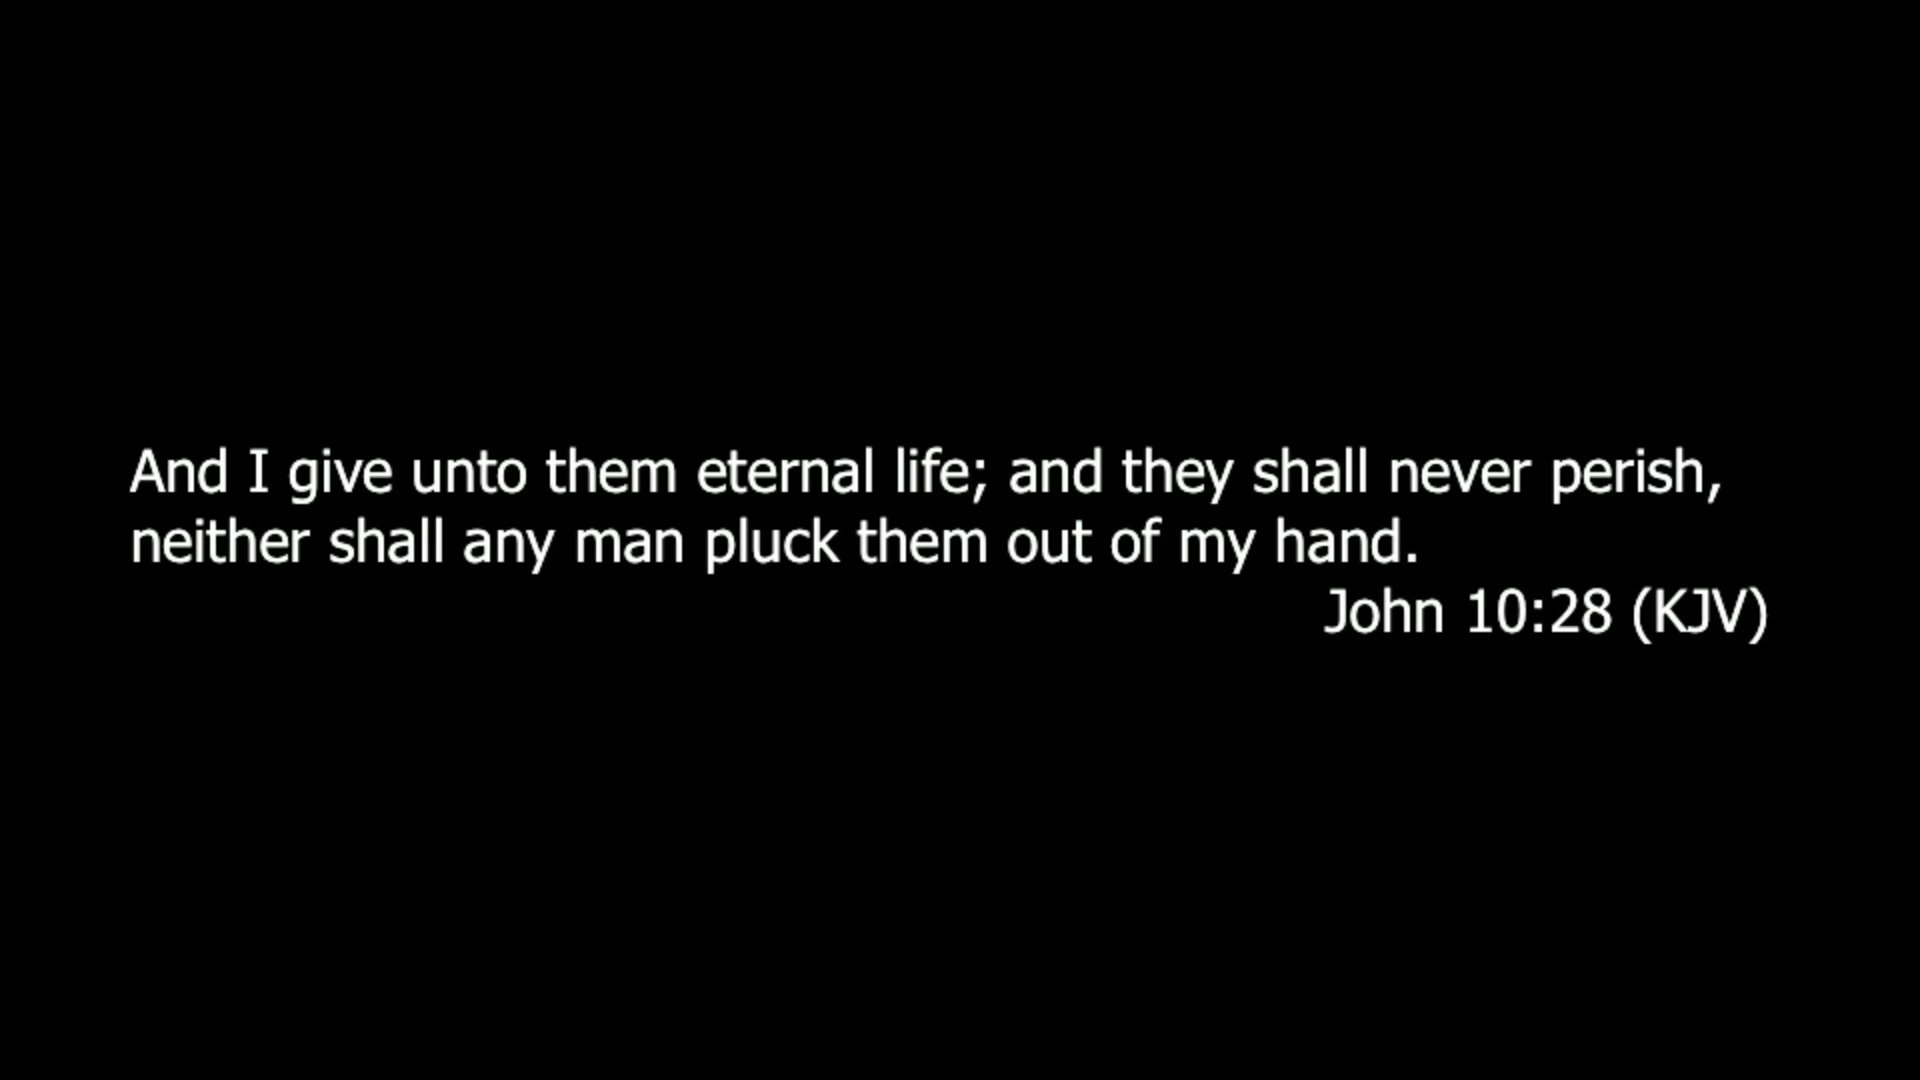 And I give unto them eternal life; and they shall never perish,
neither shall any man pluck them out of my hand.
John 10:28 (KJV)